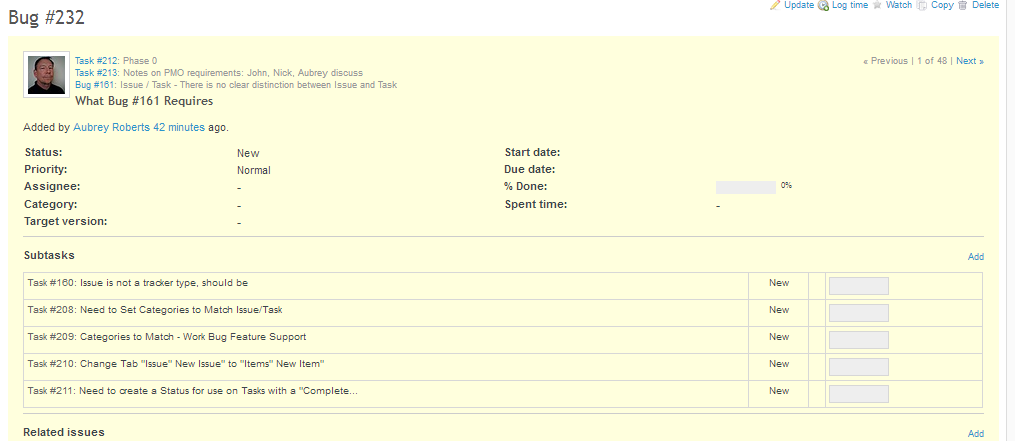 Update Log time Watch Copy Delete
Bug #232
Task #212: Phase 0
« Previous | 1 of 48 | Next »
Task #213: Notes on PMO requirements: John, Nick, Aubrey discuss
Bug #161: Issue / Task - There is no clear distinction between Issue and Task
What Bug #161 Requires
Added by Aubrey Roberts 42 minutes ago.
Status: New Start date:
Priority: Normal Due date:
Assignee: - % Done: 0%
Category: - Spent time: -
Target version: -
Subtasks Add
Task #160: Issue is not a tracker type, should be New
Task #208: Need to Set Categories to Match Issue/Task New
Task #209: Categories to Match - Work Bug Feature Support New
Task #210: Change Tab "Issue" New Issue" to "Items" New Item" New
Task #211: Need to create a Status for use on Tasks with a "Complete... New
Related issues Add